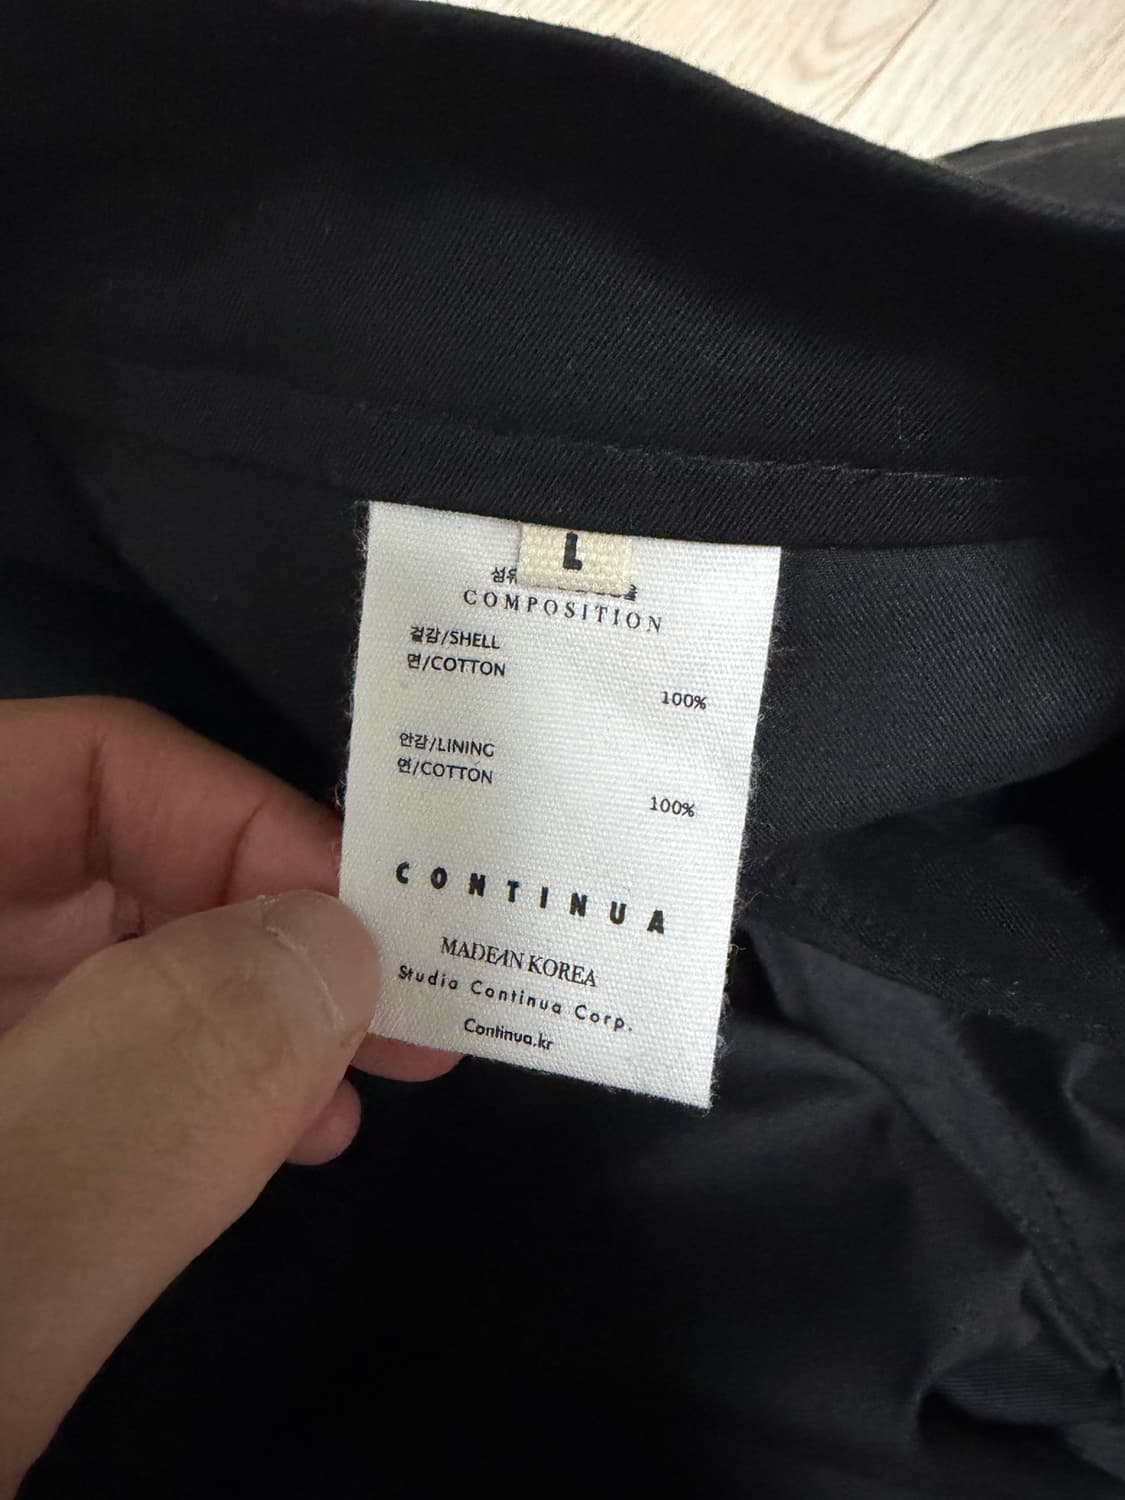 L
COMPOSITION
겉감/SHELL
면/COTTON
100%
안감/LINING
면/COTTON
100%
CONTINUA
MADE IN KOREA
Studio Continua Corp.
Continua.kr